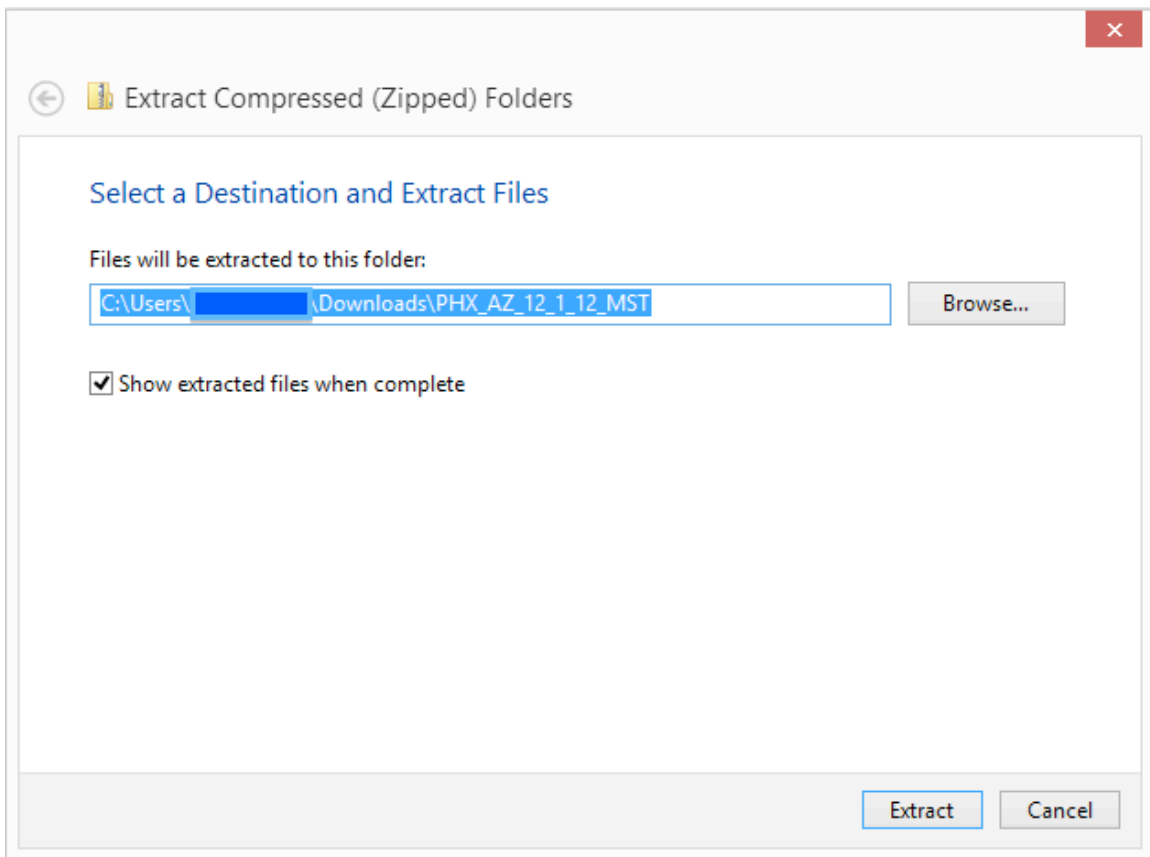 Extract Compressed (Zipped) Folders
Select a Destination and Extract Files
Files will be extracted to this folder:
C:\Users\ \Downloads\PHX_AZ_12_1_12_MST
Browse...
Show extracted files when complete
Extract Cancel